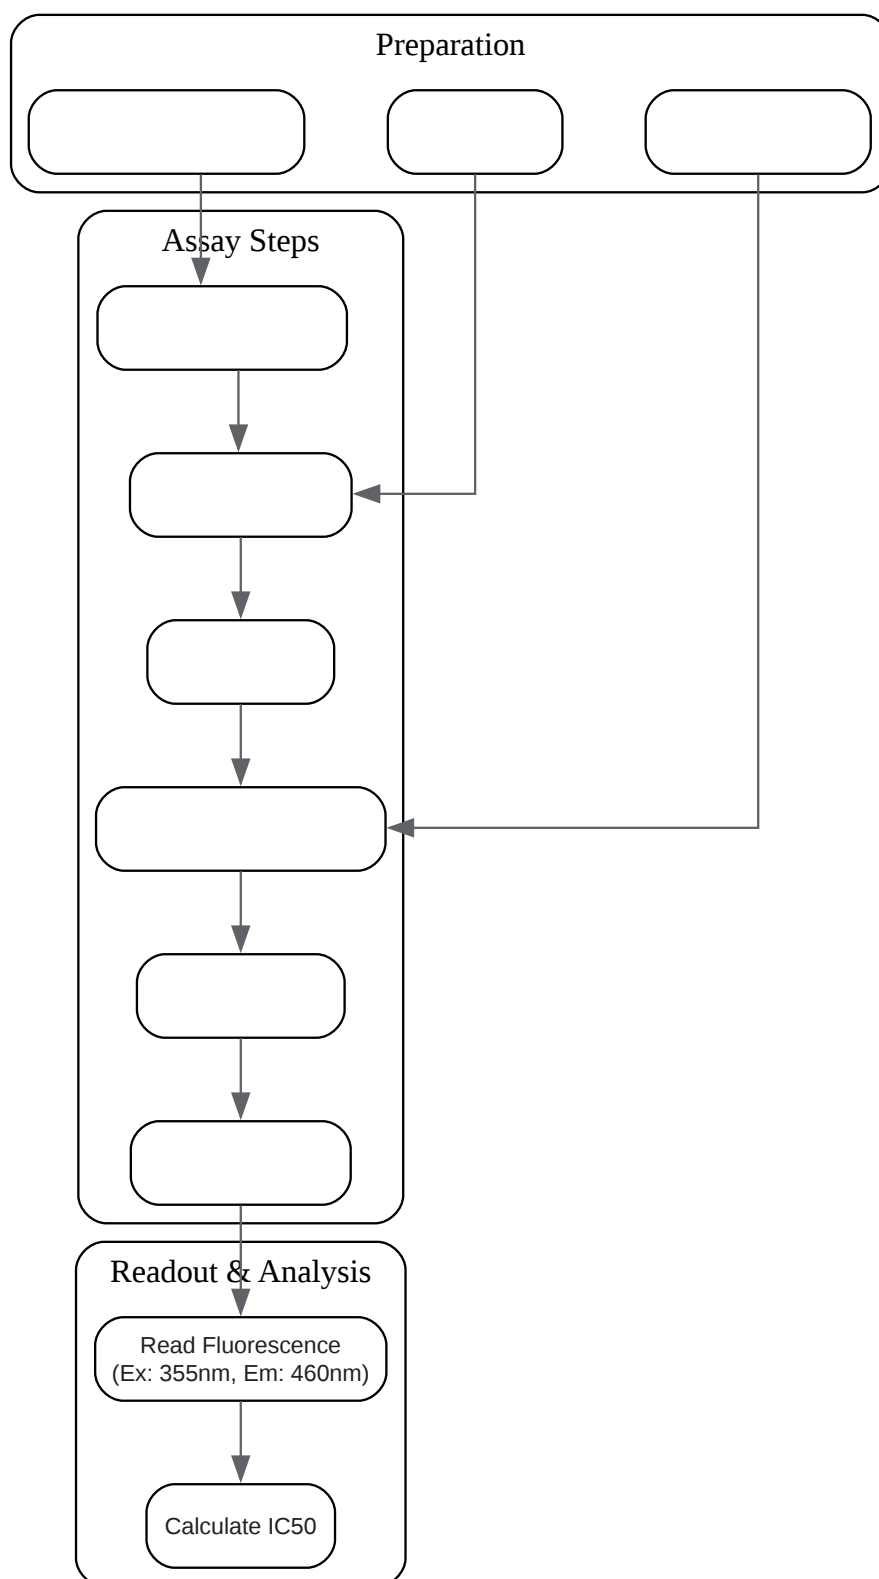 Preparation
Assay Steps
Readout & Analysis
Read Fluorescence
(Ex: 355nm, Em: 460nm)
Calculate IC50